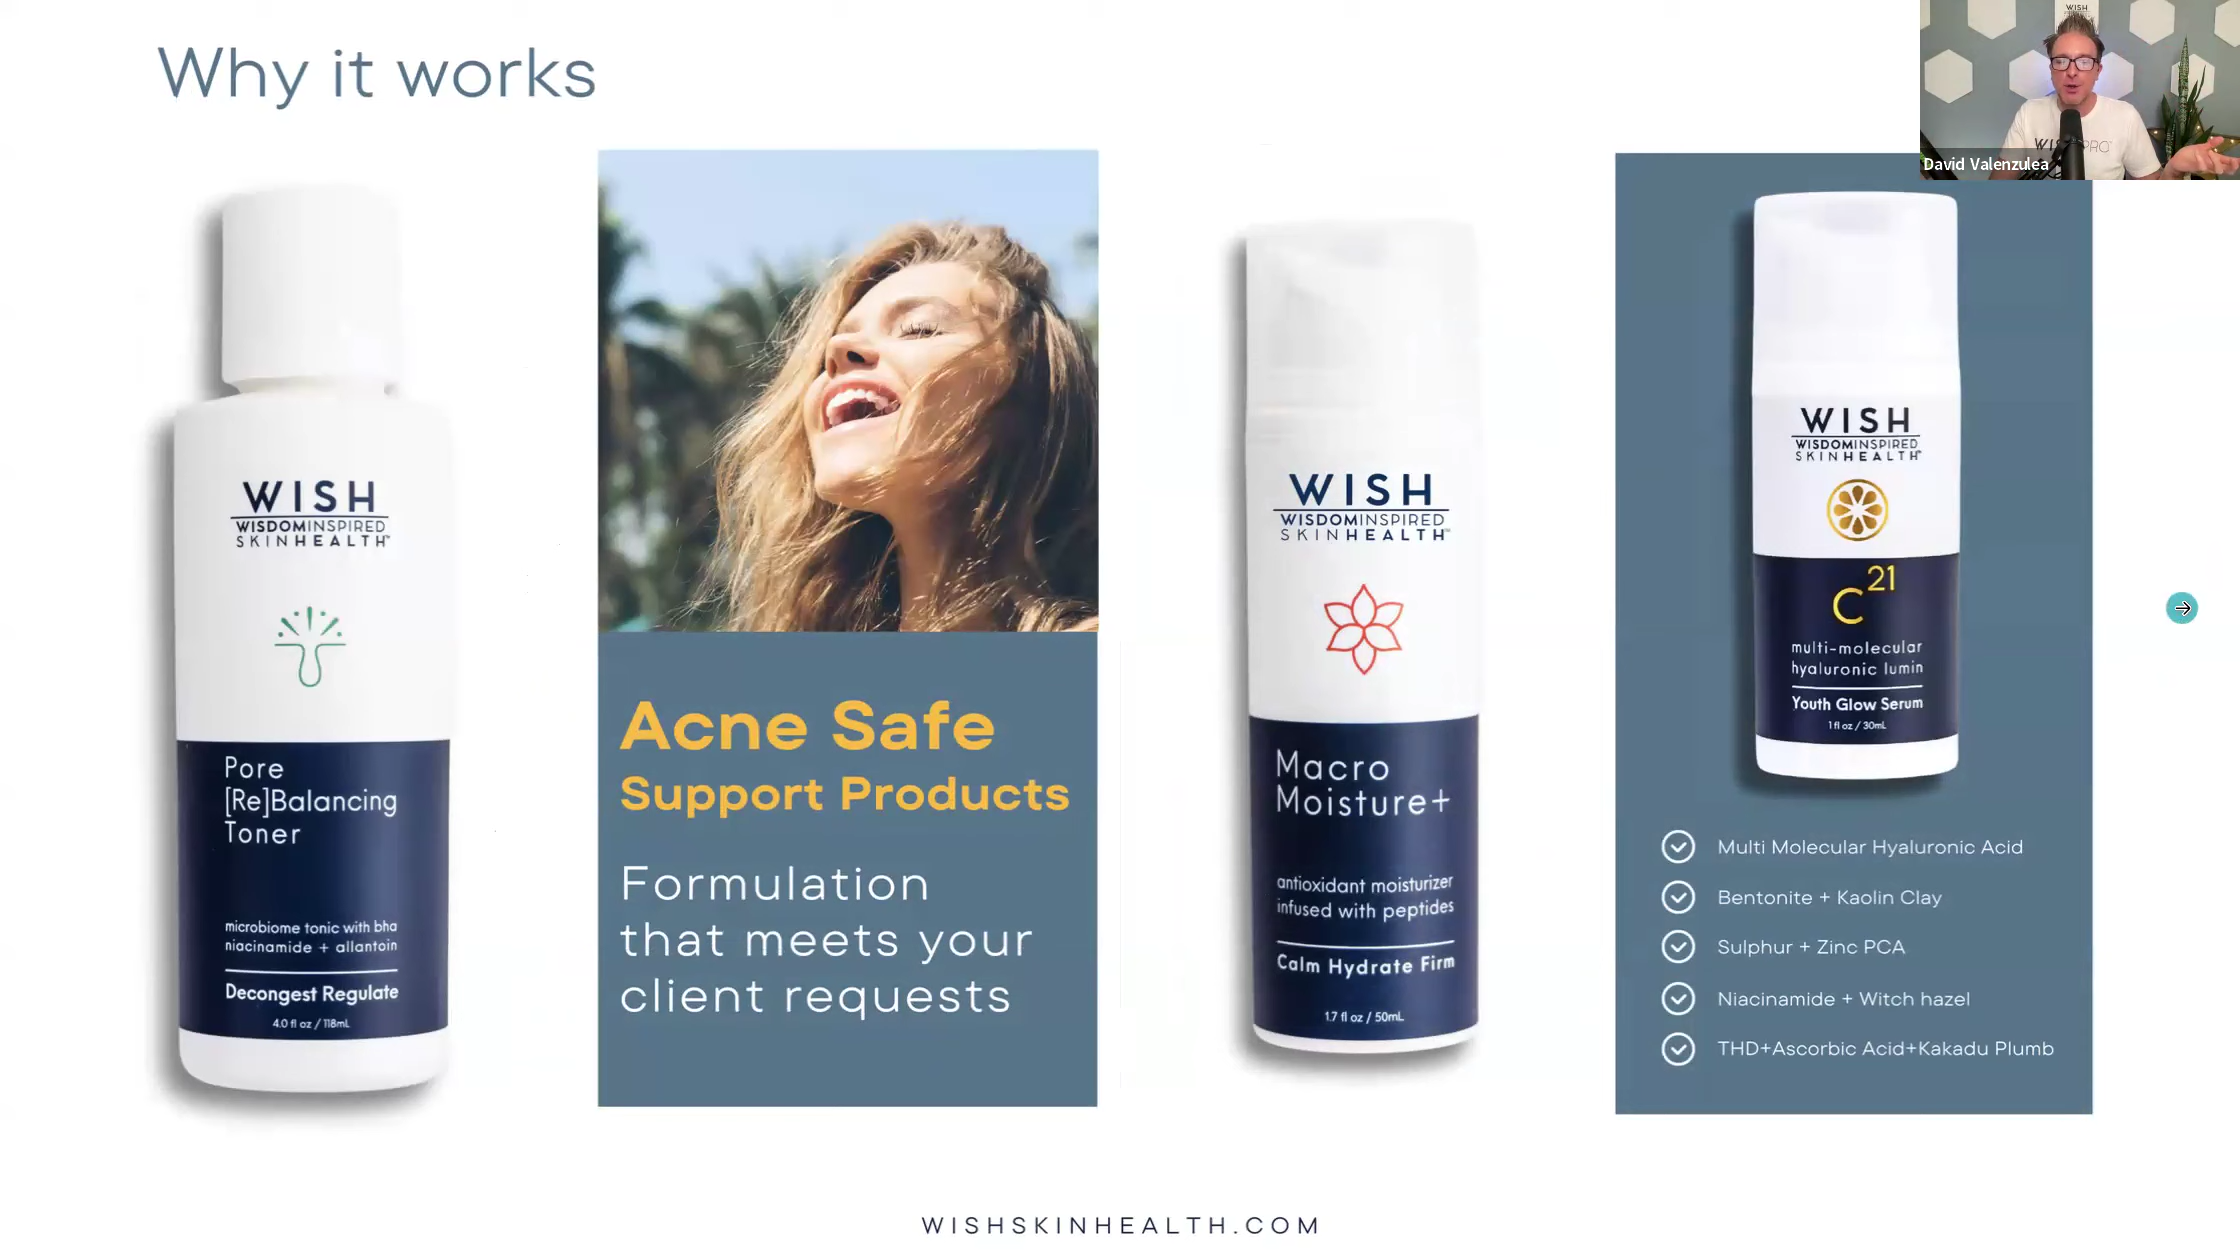 Why it works
WISH
WISDOMINSPIRED
SKINHEALTH™
Pore
[Re]Balancing
Toner
microbiome tonic with bha
niacinamide + allantoin
Decongest Regulate
4.0 fl oz / 118mL
Acne Safe
Support Products
Formulation
that meets your
client requests
WISH
WISDOMINSPIRED
SKINHEALTH™
Macro
Moisture+
antioxidant moisturizer
infused with peptides
Calm Hydrate Firm
1.7 fl oz / 50mL
WISH
David Valenzulea
WISH
WISDOMINSPIRED
SKINHEALTH™
C21
multi-molecular
hyaluronic lumin
Youth Glow Serum
1 fl oz / 30mL
Multi Molecular Hyaluronic Acid
Bentonite + Kaolin Clay
Sulphur + Zinc PCA
Niacinamide + Witch hazel
THD+Ascorbic Acid+Kakadu Plumb
WISHSKINHEALTH.COM